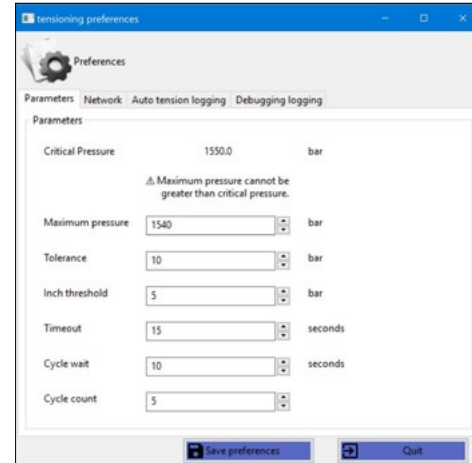 tensioning preferences
Preferences
Parameters Network Auto tension logging Debugging logging
Parameters
Critical Pressure 1550.0 bar
⚠ Maximum pressure cannot be
greater than critical pressure.
Maximum pressure 1540 bar
Tolerance 10 bar
Inch threshold 5 bar
Timeout 15 seconds
Cycle wait 10 seconds
Cycle count 5
Save preferences Quit